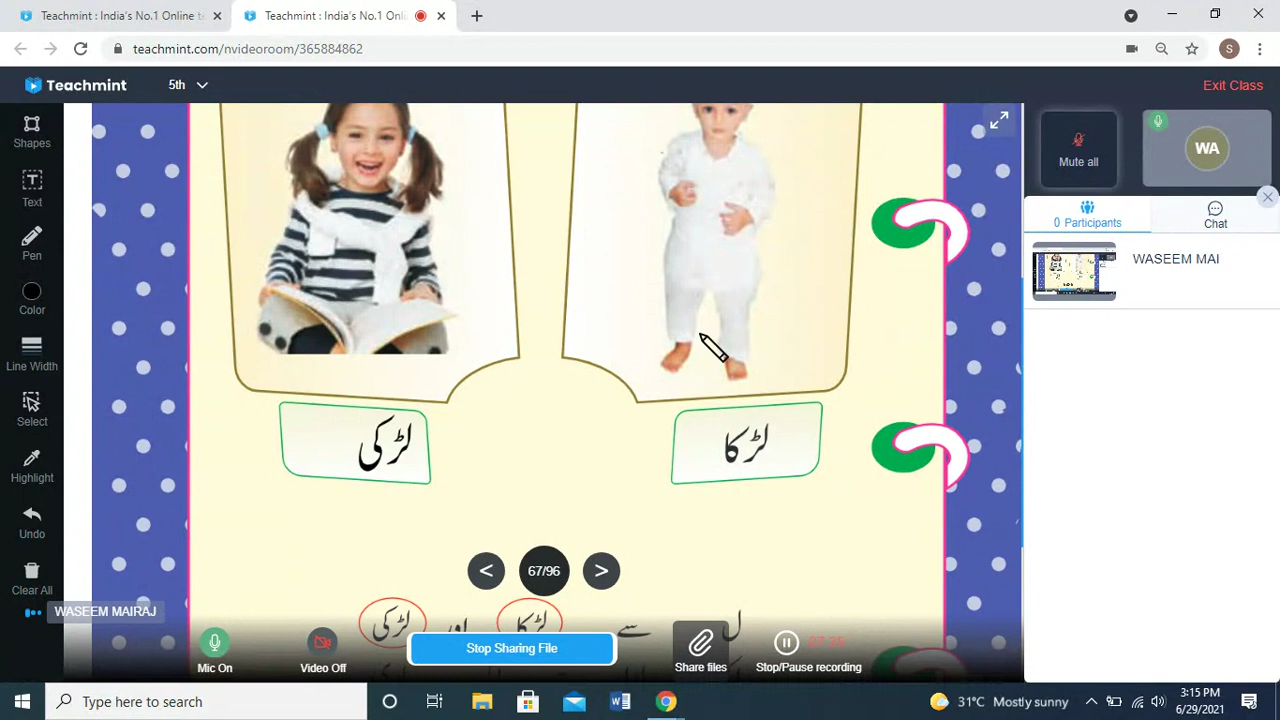 Teachmint : India's No.1 Online t
Teachmint : India's No.1 Onl
teachmint.com/nvideoroom/365884862
S
Teachmint
5th
Exit Class
Shapes
Text
Pen
Color
Line Width
Select
Highlight
Undo
Clear All
Mute all
WA
0 Participants
Chat
WASEEM MAI
لڑکا
لڑکی
< 67/96 >
ل سے لڑکا اور لڑکی
WASEEM MAIRAJ
Mic On
Video Off
Stop Sharing File
Share files
Stop/Pause recording
Type here to search
31°C Mostly sunny
3:15 PM
6/29/2021